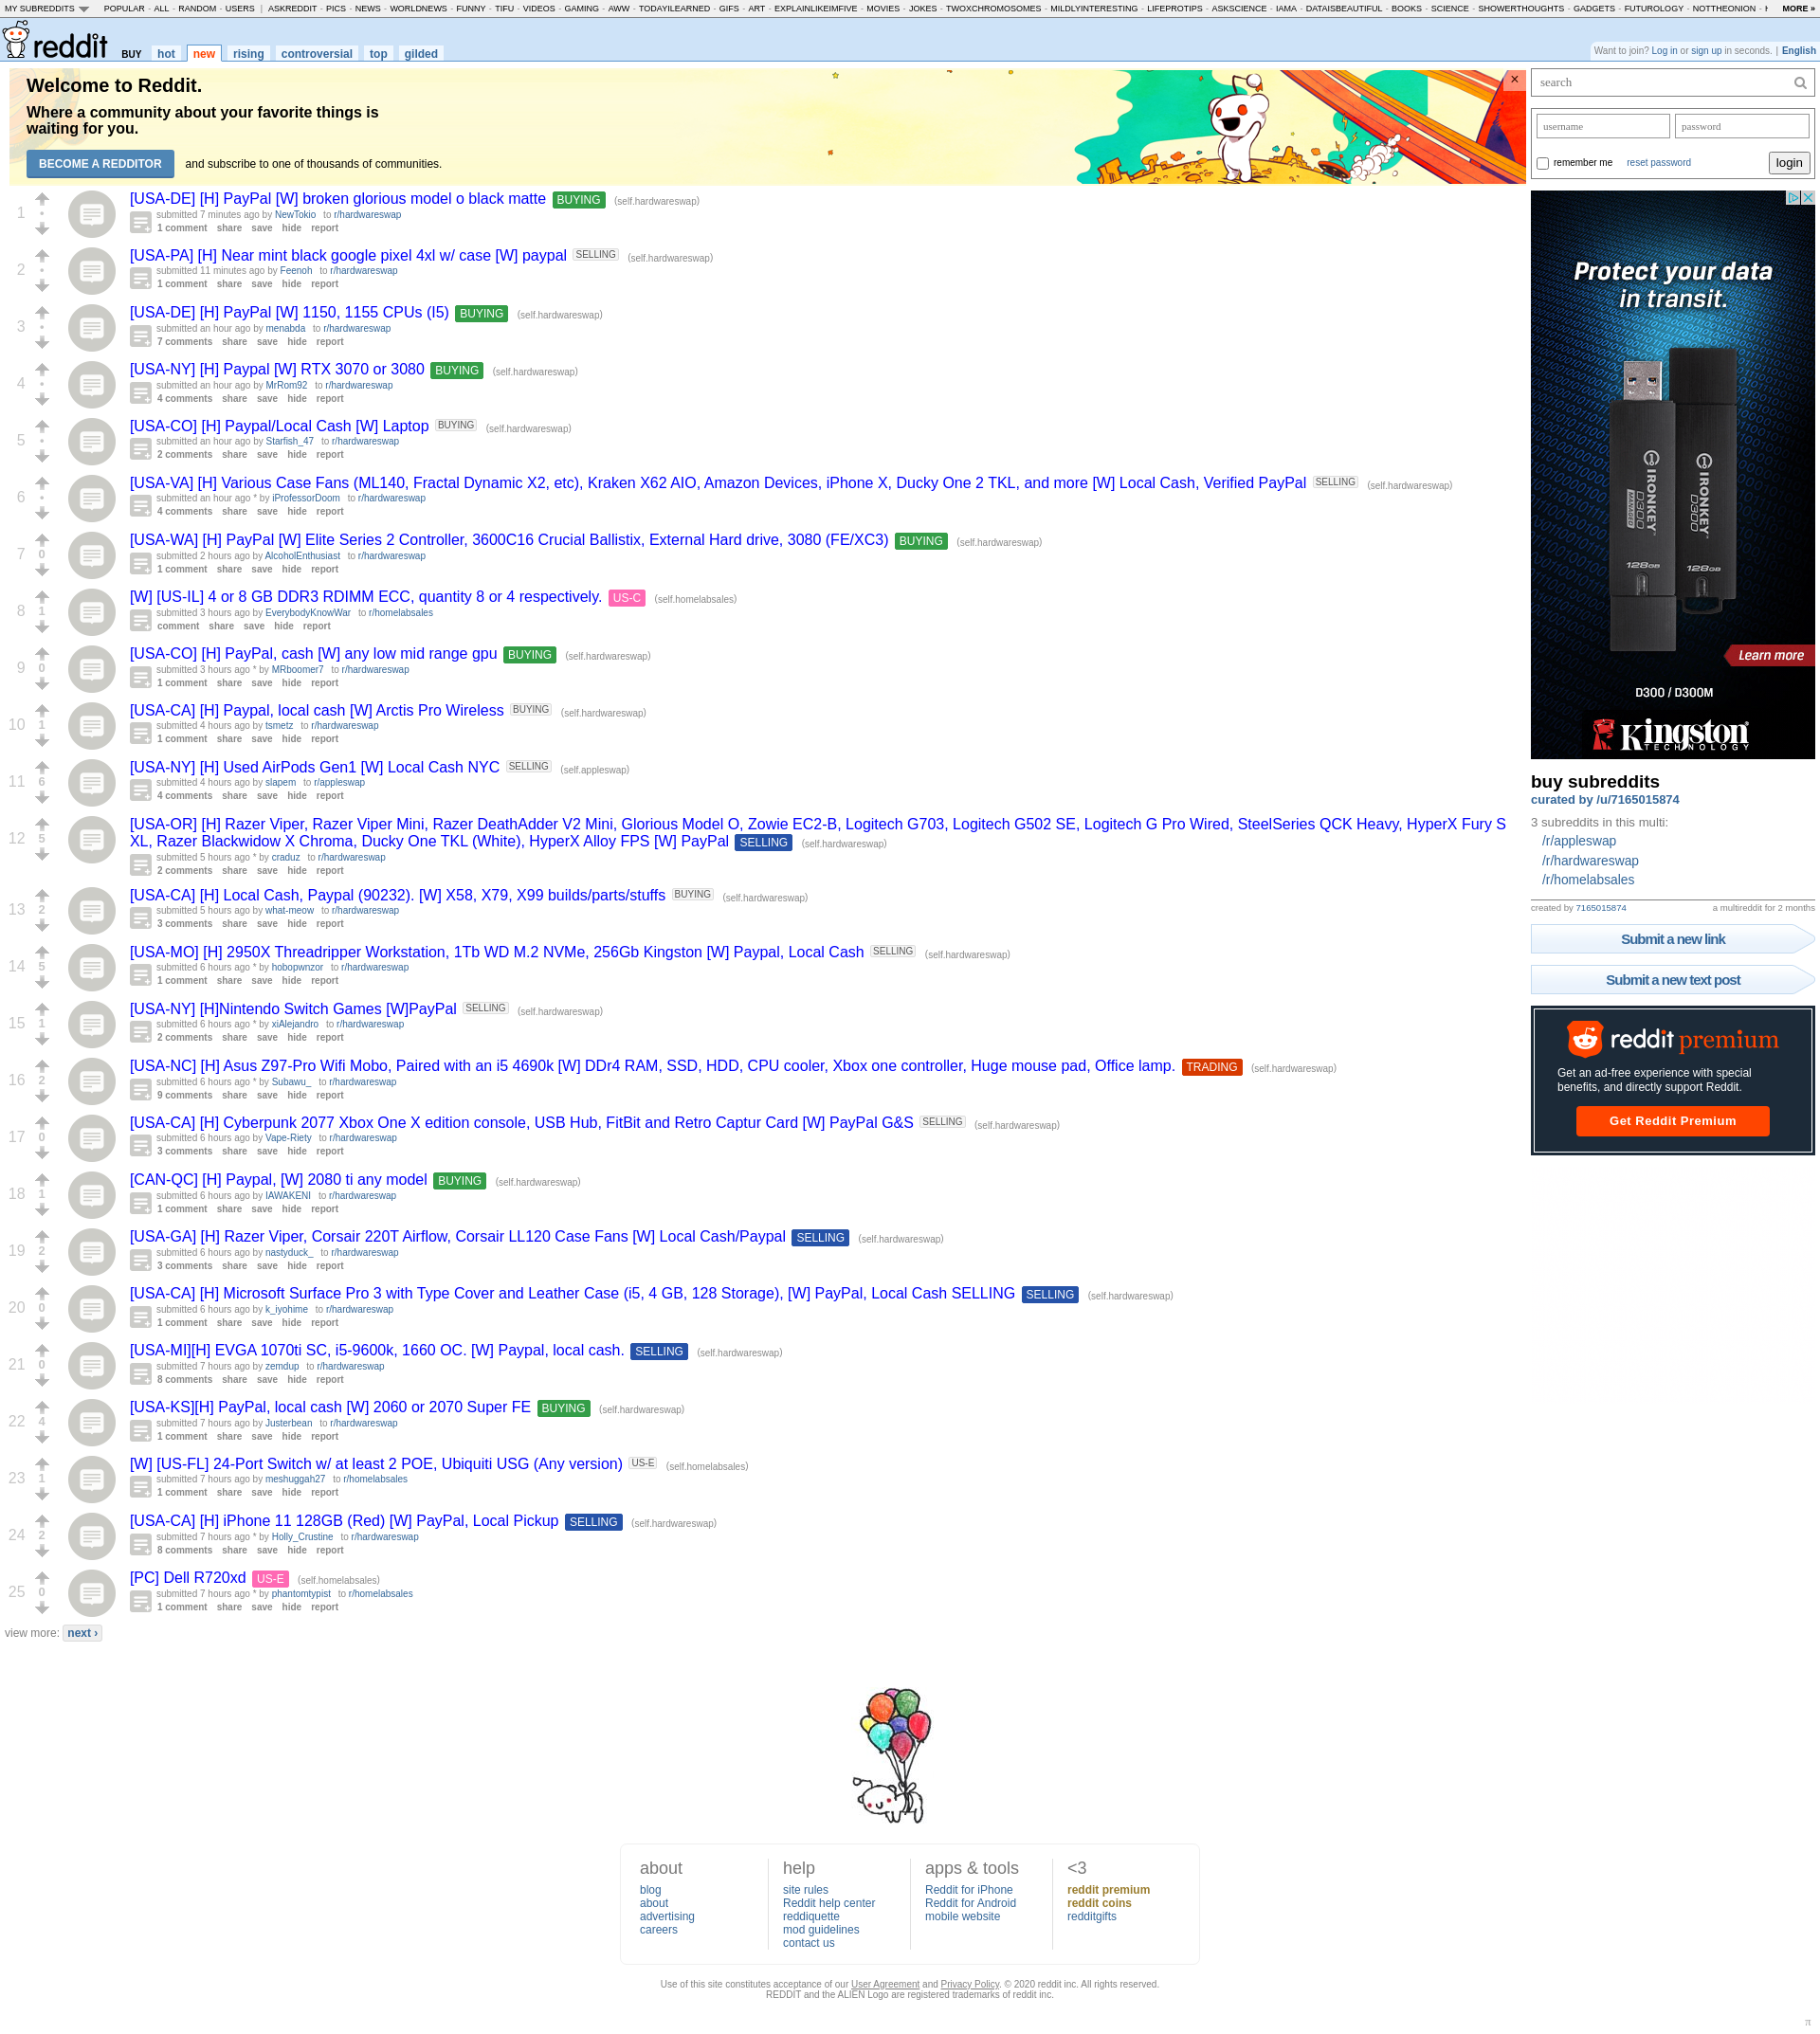 MY SUBREDDITS POPULAR - ALL - RANDOM - USERS | ASKREDDIT - PICS - NEWS - WORLDNEWS - FUNNY - TIFU - VIDEOS - GAMING - AWW - TODAYILEARNED - GIFS - ART - EXPLAINLIKEIMFIVE - MOVIES - JOKES - TWOXCHROMOSOMES - MILDLYINTERESTING - LIFEPROTIPS - ASKSCIENCE - IAMA - DATAISBEAUTIFUL - BOOKS - SCIENCE - SHOWERTHOUGHTS - GADGETS - FUTUROLOGY - NOTTHEONION - MORE »
reddit BUY hot new rising controversial top gilded
Want to join? Log in or sign up in seconds. | English
Welcome to Reddit.
Where a community about your favorite things is
waiting for you.
BECOME A REDDITOR and subscribe to one of thousands of communities.
×
1
[USA-DE] [H] PayPal [W] broken glorious model o black matte BUYING (self.hardwareswap)
submitted 7 minutes ago by NewTokio to r/hardwareswap
1 comment share save hide report
2
[USA-PA] [H] Near mint black google pixel 4xl w/ case [W] paypal SELLING (self.hardwareswap)
submitted 11 minutes ago by Feenoh to r/hardwareswap
1 comment share save hide report
3
[USA-DE] [H] PayPal [W] 1150, 1155 CPUs (I5) BUYING (self.hardwareswap)
submitted an hour ago by menabda to r/hardwareswap
7 comments share save hide report
4
[USA-NY] [H] Paypal [W] RTX 3070 or 3080 BUYING (self.hardwareswap)
submitted an hour ago by MrRom92 to r/hardwareswap
4 comments share save hide report
5
[USA-CO] [H] Paypal/Local Cash [W] Laptop BUYING (self.hardwareswap)
submitted an hour ago by Starfish_47 to r/hardwareswap
2 comments share save hide report
6
[USA-VA] [H] Various Case Fans (ML140, Fractal Dynamic X2, etc), Kraken X62 AIO, Amazon Devices, iPhone X, Ducky One 2 TKL, and more [W] Local Cash, Verified PayPal SELLING (self.hardwareswap)
submitted an hour ago * by iProfessorDoom to r/hardwareswap
4 comments share save hide report
7 0
[USA-WA] [H] PayPal [W] Elite Series 2 Controller, 3600C16 Crucial Ballistix, External Hard drive, 3080 (FE/XC3) BUYING (self.hardwareswap)
submitted 2 hours ago by AlcoholEnthusiast to r/hardwareswap
1 comment share save hide report
8 1
[W] [US-IL] 4 or 8 GB DDR3 RDIMM ECC, quantity 8 or 4 respectively. US-C (self.homelabsales)
submitted 3 hours ago by EverybodyKnowWar to r/homelabsales
comment share save hide report
9 0
[USA-CO] [H] PayPal, cash [W] any low mid range gpu BUYING (self.hardwareswap)
submitted 3 hours ago * by MRboomer7 to r/hardwareswap
1 comment share save hide report
10 1
[USA-CA] [H] Paypal, local cash [W] Arctis Pro Wireless BUYING (self.hardwareswap)
submitted 4 hours ago by tsmetz to r/hardwareswap
1 comment share save hide report
11 6
[USA-NY] [H] Used AirPods Gen1 [W] Local Cash NYC SELLING (self.appleswap)
submitted 4 hours ago by slapem to r/appleswap
4 comments share save hide report
12 5
[USA-OR] [H] Razer Viper, Razer Viper Mini, Razer DeathAdder V2 Mini, Glorious Model O, Zowie EC2-B, Logitech G703, Logitech G502 SE, Logitech G Pro Wired, SteelSeries QCK Heavy, HyperX Fury S
XL, Razer Blackwidow X Chroma, Ducky One TKL (White), HyperX Alloy FPS [W] PayPal SELLING (self.hardwareswap)
submitted 5 hours ago * by craduz to r/hardwareswap
2 comments share save hide report
13 2
[USA-CA] [H] Local Cash, Paypal (90232). [W] X58, X79, X99 builds/parts/stuffs BUYING (self.hardwareswap)
submitted 5 hours ago by what-meow to r/hardwareswap
3 comments share save hide report
14 5
[USA-MO] [H] 2950X Threadripper Workstation, 1Tb WD M.2 NVMe, 256Gb Kingston [W] Paypal, Local Cash SELLING (self.hardwareswap)
submitted 6 hours ago * by hobopwnzor to r/hardwareswap
1 comment share save hide report
15 1
[USA-NY] [H]Nintendo Switch Games [W]PayPal SELLING (self.hardwareswap)
submitted 6 hours ago * by xiAlejandro to r/hardwareswap
2 comments share save hide report
16 2
[USA-NC] [H] Asus Z97-Pro Wifi Mobo, Paired with an i5 4690k [W] DDr4 RAM, SSD, HDD, CPU cooler, Xbox one controller, Huge mouse pad, Office lamp. TRADING (self.hardwareswap)
submitted 6 hours ago * by Subawu_ to r/hardwareswap
9 comments share save hide report
17 0
[USA-CA] [H] Cyberpunk 2077 Xbox One X edition console, USB Hub, FitBit and Retro Captur Card [W] PayPal G&S SELLING (self.hardwareswap)
submitted 6 hours ago by Vape-Riety to r/hardwareswap
3 comments share save hide report
18 1
[CAN-QC] [H] Paypal, [W] 2080 ti any model BUYING (self.hardwareswap)
submitted 6 hours ago by IAWAKENI to r/hardwareswap
1 comment share save hide report
19 2
[USA-GA] [H] Razer Viper, Corsair 220T Airflow, Corsair LL120 Case Fans [W] Local Cash/Paypal SELLING (self.hardwareswap)
submitted 6 hours ago by nastyduck_ to r/hardwareswap
3 comments share save hide report
20 0
[USA-CA] [H] Microsoft Surface Pro 3 with Type Cover and Leather Case (i5, 4 GB, 128 Storage), [W] PayPal, Local Cash SELLING SELLING (self.hardwareswap)
submitted 6 hours ago by k_iyohime to r/hardwareswap
1 comment share save hide report
21 0
[USA-MI][H] EVGA 1070ti SC, i5-9600k, 1660 OC. [W] Paypal, local cash. SELLING (self.hardwareswap)
submitted 7 hours ago by zemdup to r/hardwareswap
8 comments share save hide report
22 4
[USA-KS][H] PayPal, local cash [W] 2060 or 2070 Super FE BUYING (self.hardwareswap)
submitted 7 hours ago by Justerbean to r/hardwareswap
1 comment share save hide report
23 1
[W] [US-FL] 24-Port Switch w/ at least 2 POE, Ubiquiti USG (Any version) US-E (self.homelabsales)
submitted 7 hours ago by meshuggah27 to r/homelabsales
1 comment share save hide report
24 2
[USA-CA] [H] iPhone 11 128GB (Red) [W] PayPal, Local Pickup SELLING (self.hardwareswap)
submitted 7 hours ago * by Holly_Crustine to r/hardwareswap
8 comments share save hide report
25 0
[PC] Dell R720xd US-E (self.homelabsales)
submitted 7 hours ago * by phantomtypist to r/homelabsales
1 comment share save hide report
view more: next ›
search
username password
remember me reset password login
Protect your data
in transit.
IRONKEY D300 MANAGED
IRONKEY D300S
128GB
128GB
Learn more
D300 / D300M
Kingston
TECHNOLOGY
buy subreddits
curated by /u/7165015874
3 subreddits in this multi:
/r/appleswap
/r/hardwareswap
/r/homelabsales
created by 7165015874 a multireddit for 2 months
Submit a new link
Submit a new text post
reddit premium
Get an ad-free experience with special
benefits, and directly support Reddit.
Get Reddit Premium
about
blog
about
advertising
careers
help
site rules
Reddit help center
reddiquette
mod guidelines
contact us
apps & tools
Reddit for iPhone
Reddit for Android
mobile website
<3
reddit premium
reddit coins
redditgifts
Use of this site constitutes acceptance of our User Agreement and Privacy Policy. © 2020 reddit inc. All rights reserved.
REDDIT and the ALIEN Logo are registered trademarks of reddit inc.
π